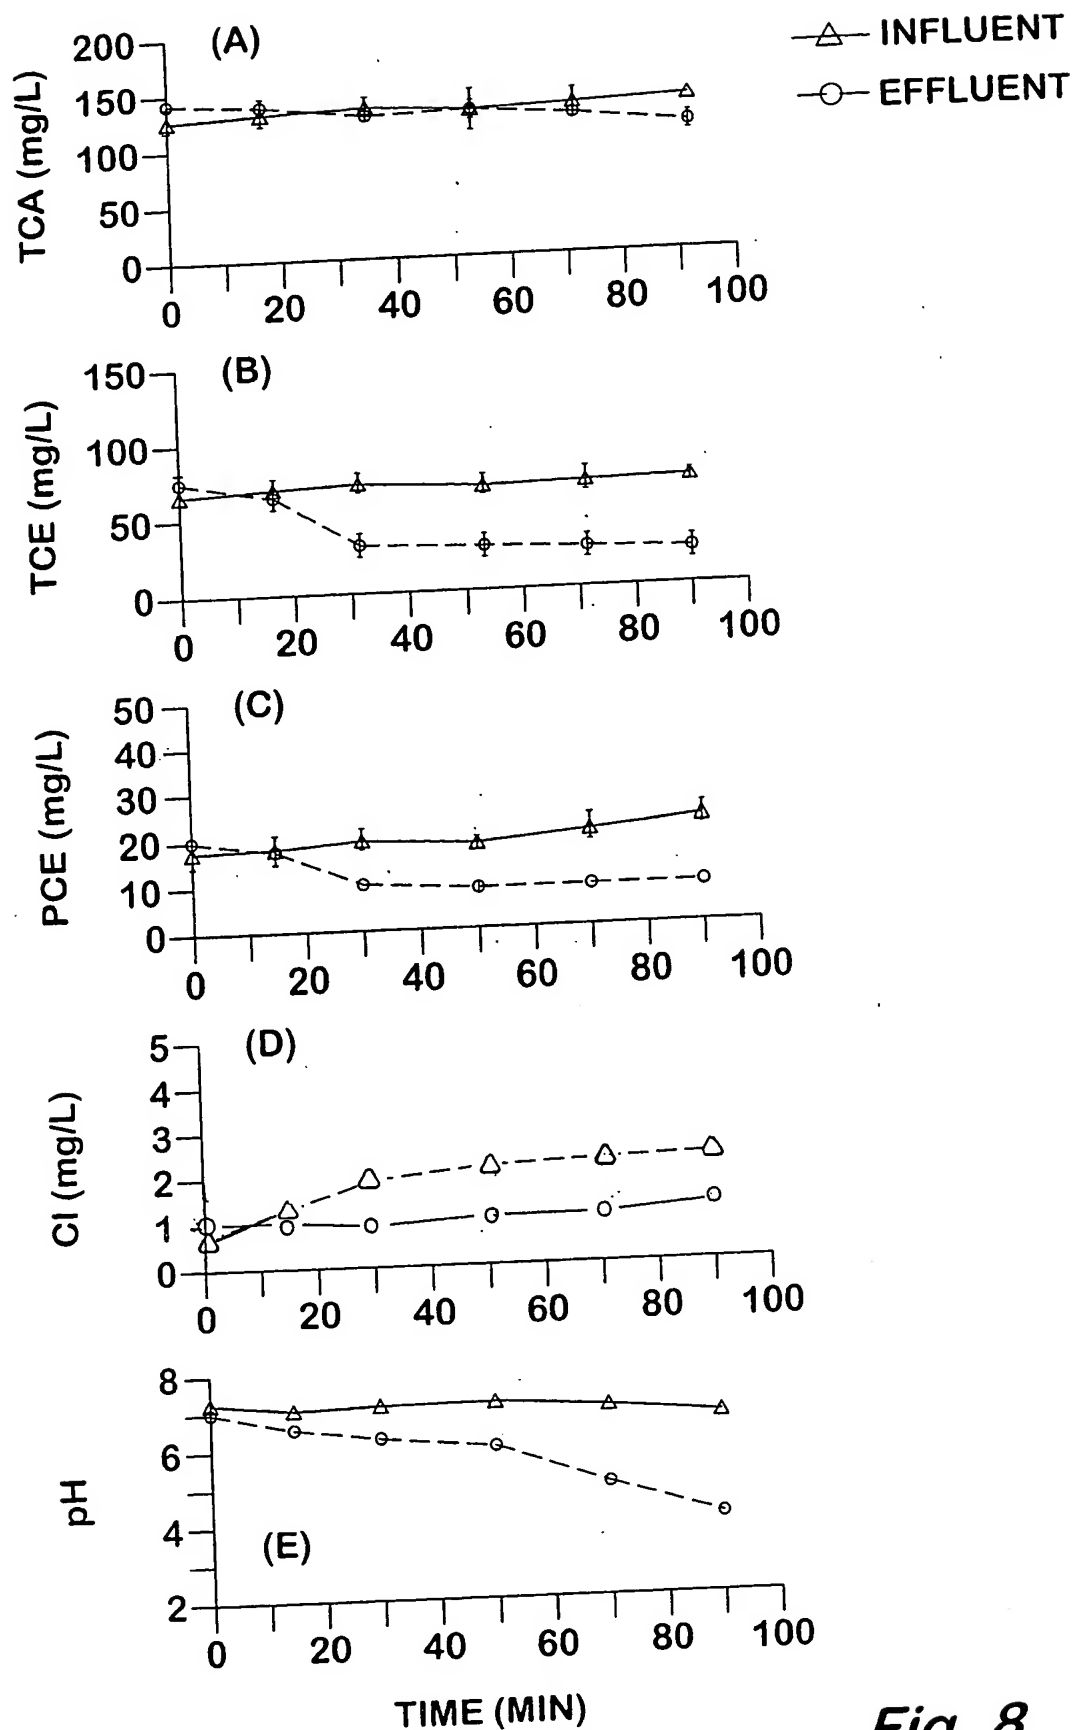 INFLUENT
EFFLUENT
(A)
TCA (mg/L)
200
150
100
50
0
0 20 40 60 80 100
(B)
TCE (mg/L)
150
100
50
0
0 20 40 60 80 100
(C)
PCE (mg/L)
50
40
30
20
10
0
0 20 40 60 80 100
(D)
Cl (mg/L)
5
4
3
2
1
0
0 20 40 60 80 100
(E)
pH
8
6
4
2
0 20 40 60 80 100
TIME (MIN)
Fig. 8